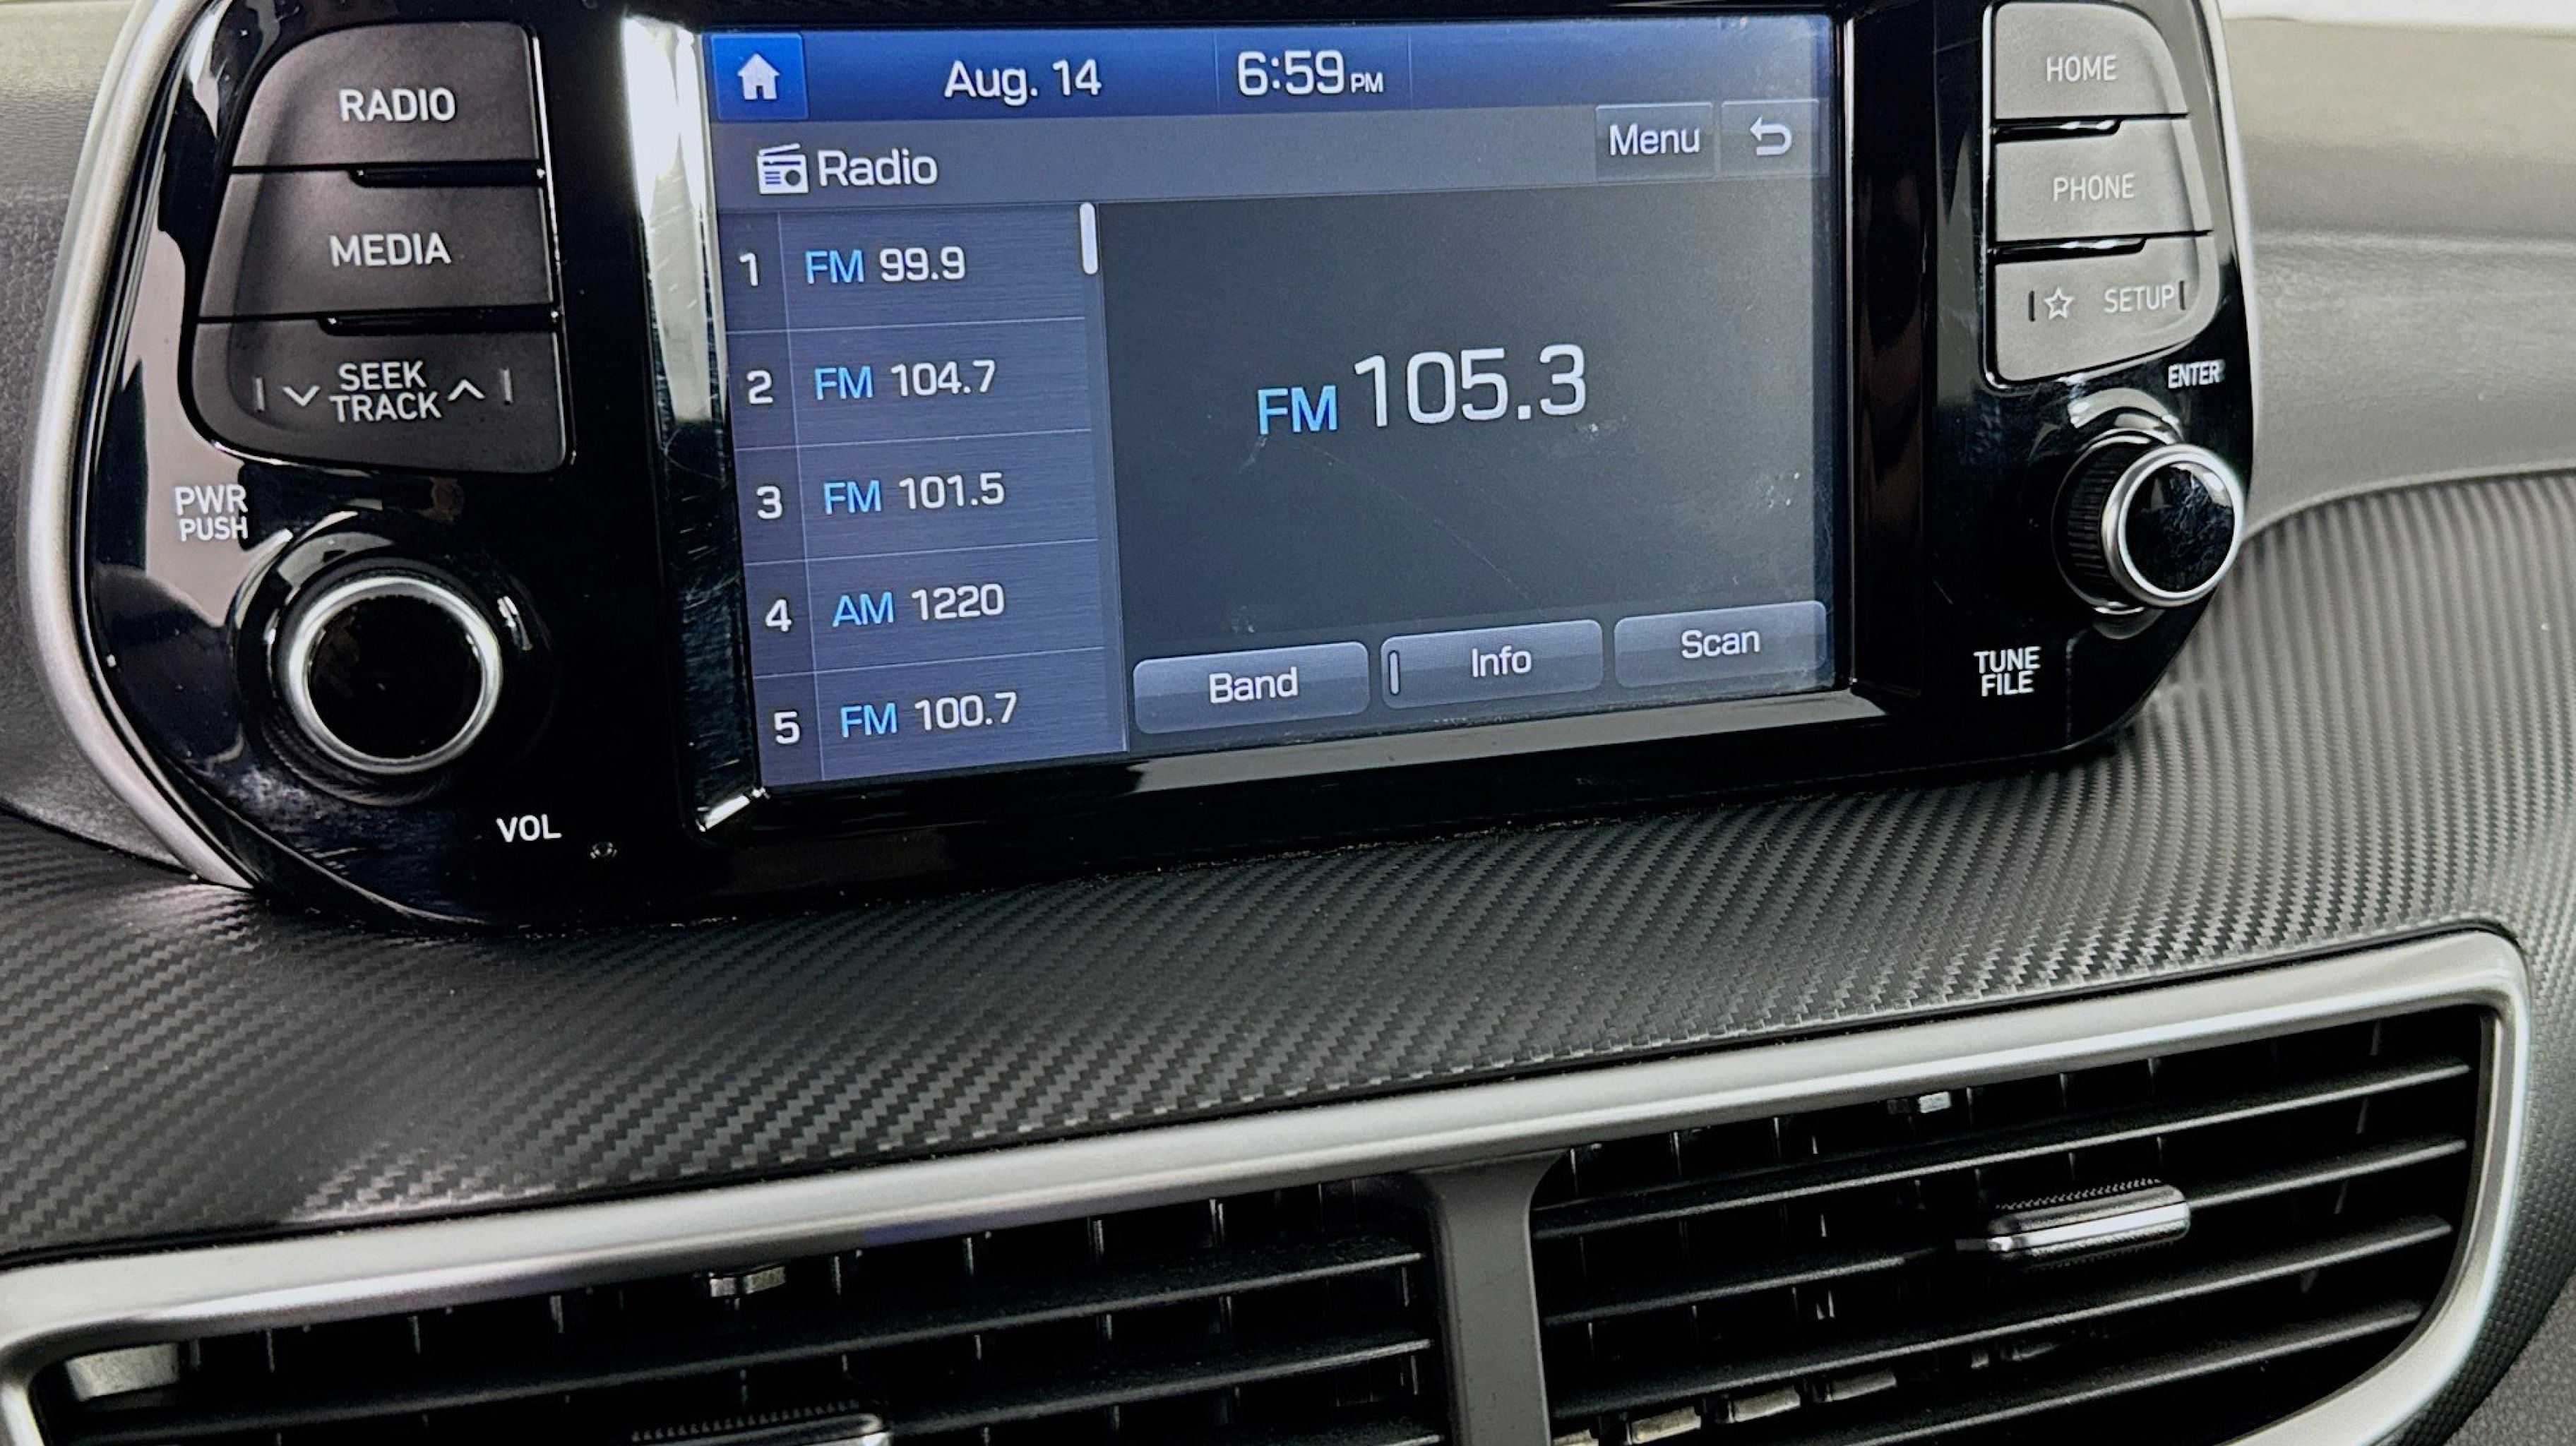 RADIO
MEDIA
SEEK
TRACK
PWR
PUSH
VOL
Aug. 14 6:59 PM
Radio
Menu
1 FM 99.9
2 FM 104.7
3 FM 101.5
4 AM 1220
5 FM 100.7
FM 105.3
Band Info Scan
HOME
PHONE
☆ SETUP
ENTER
TUNE
FILE